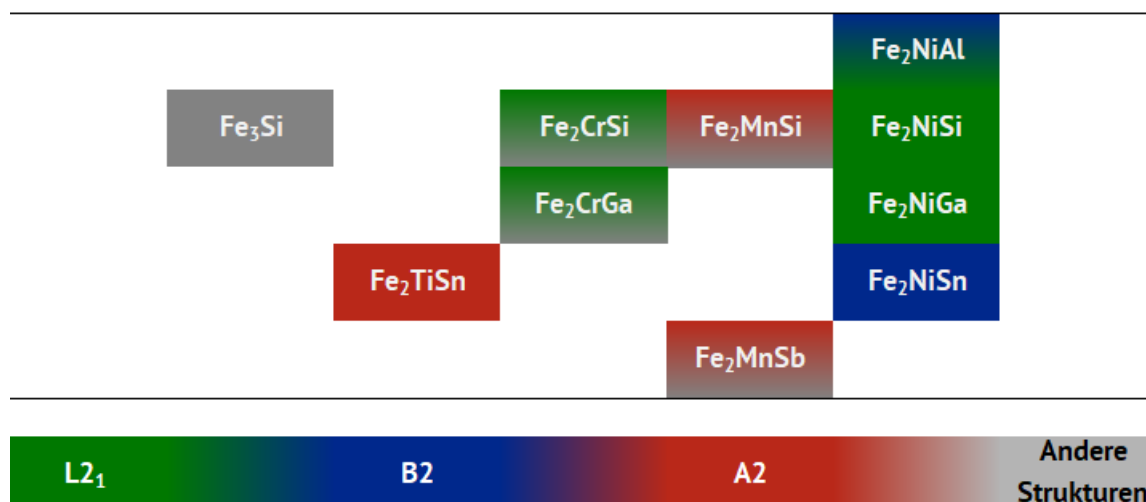 Fe₂NiAl
Fe₃Si Fe₂CrSi Fe₂MnSi Fe₂NiSi
Fe₂CrGa Fe₂NiGa
Fe₂TiSn Fe₂NiSn
Fe₂MnSb
L2₁ B2 A2 Andere
Strukturen